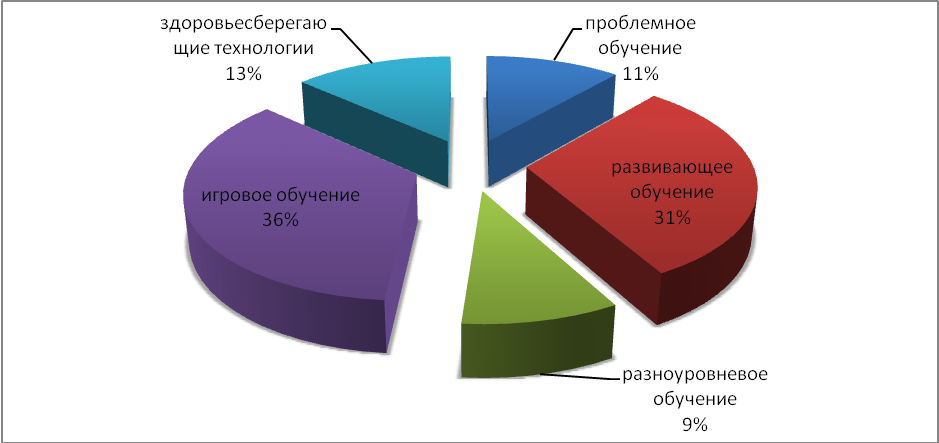 здоровьесберегаю
щие технологии
13%
проблемное
обучение
11%
развивающее
обучение
31%
игровое обучение
36%
разноуровневое
обучение
9%